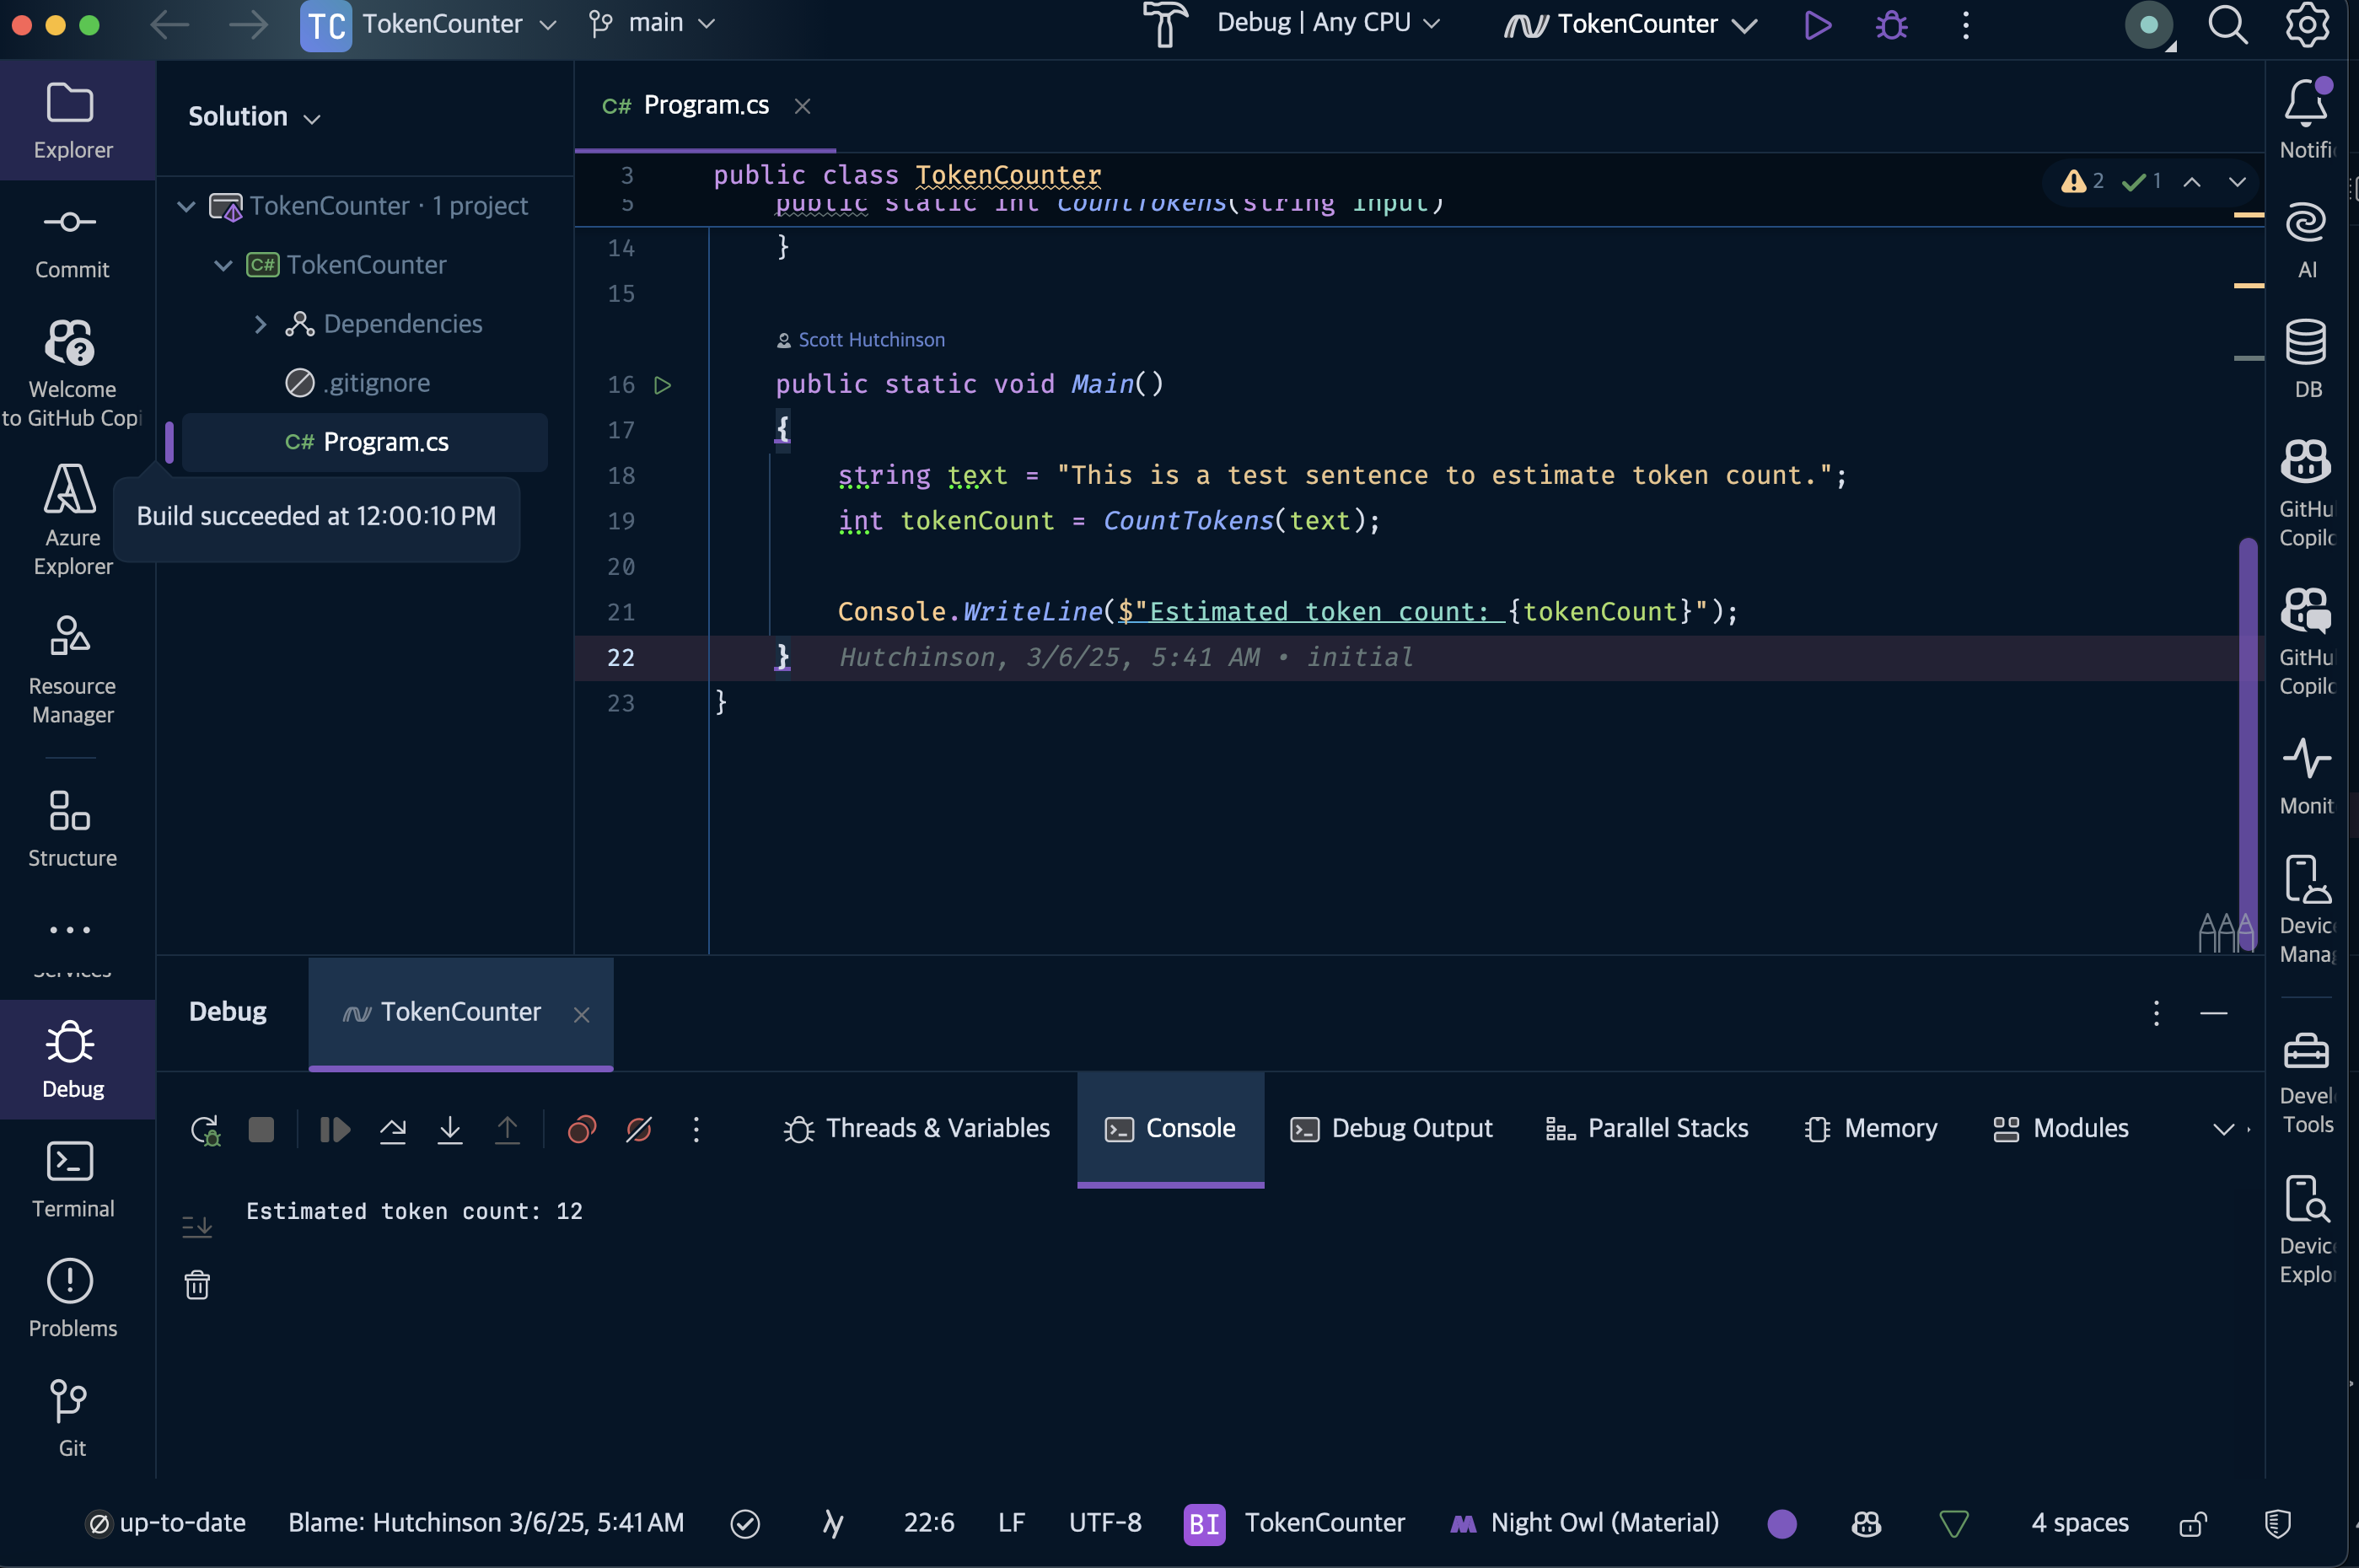 TC TokenCounter main Debug | Any CPU TokenCounter
Explorer
Commit
Welcome
to GitHub Copi
Azure
Explorer
Resource
Manager
Structure
Services
Debug
Terminal
Problems
Git
Solution
TokenCounter · 1 project
C# TokenCounter
Dependencies
.gitignore
C# Program.cs
Build succeeded at 12:00:10 PM
C# Program.cs
2 1
3 public class TokenCounter
5 public static int CountTokens(string input)
14 }
15
Scott Hutchinson
16 public static void Main()
17 {
18 string text = "This is a test sentence to estimate token count.";
19 int tokenCount = CountTokens(text);
20
21 Console.WriteLine($"Estimated token count: {tokenCount}");
22 } Hutchinson, 3/6/25, 5:41 AM • initial
23 }
Notifi
AI
DB
GitHu
Copilo
GitHu
Copilo
Monit
Device
Manag
Devel
Tools
Device
Explor
Debug TokenCounter
Threads & Variables Console Debug Output Parallel Stacks Memory Modules
Estimated token count: 12
up-to-date Blame: Hutchinson 3/6/25, 5:41 AM 22:6 LF UTF-8 BI TokenCounter Night Owl (Material) 4 spaces